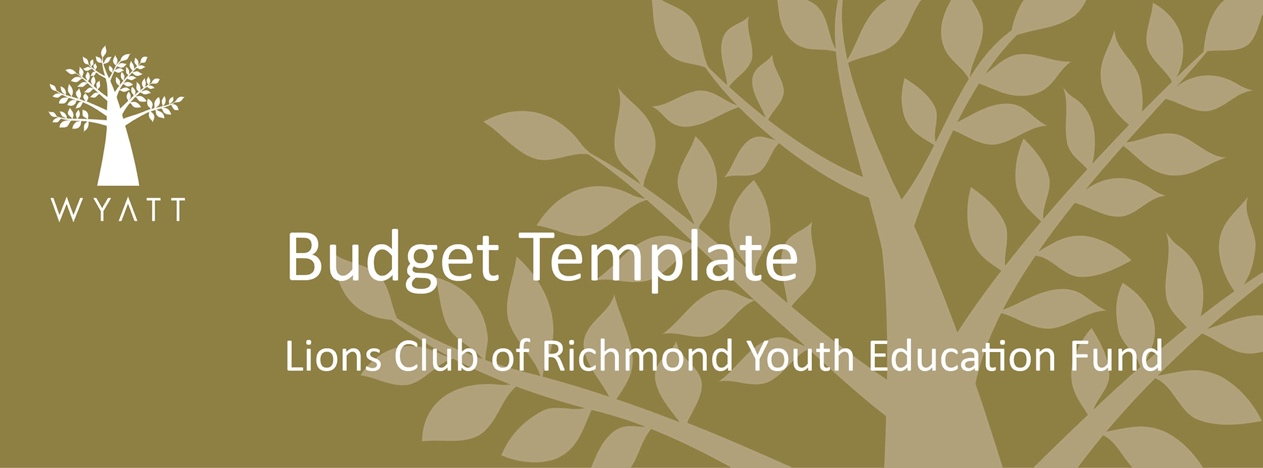 WYATT
Budget Template
Lions Club of Richmond Youth Education Fund